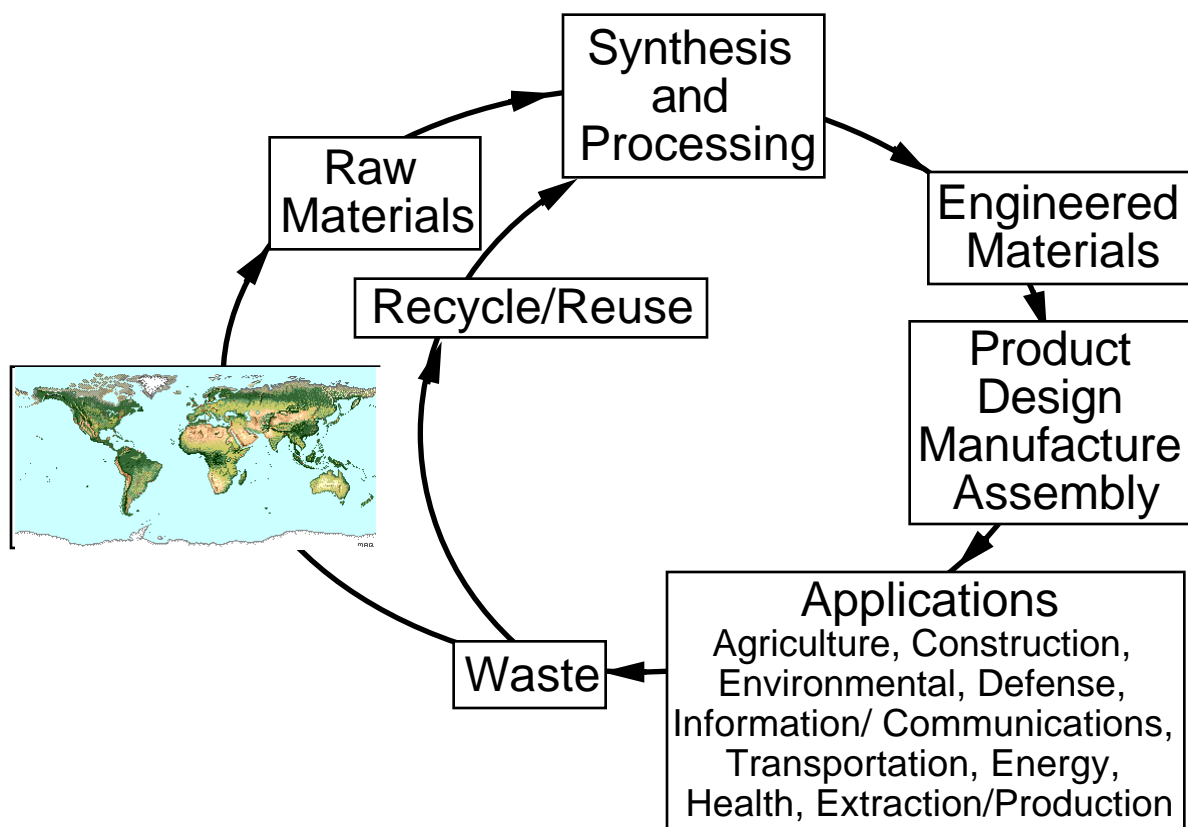 Synthesis
and
Processing
Raw
Materials
Engineered
Materials
Recycle/Reuse
Product
Design
Manufacture
Assembly
MAQ
Applications
Agriculture, Construction,
Environmental, Defense,
Information/ Communications,
Transportation, Energy,
Health, Extraction/Production
Waste